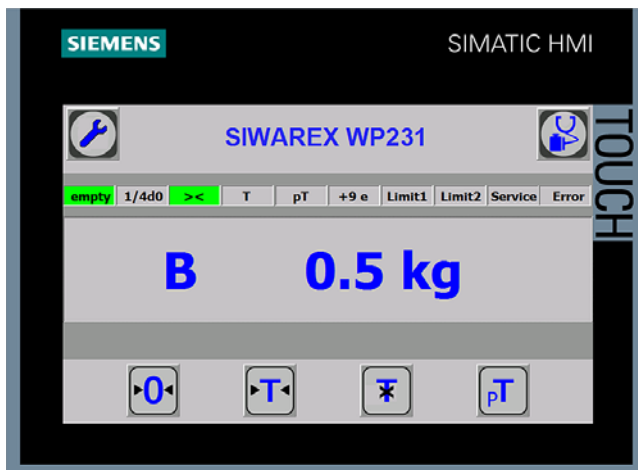 SIEMENS SIMATIC HMI
SIWAREX WP231
TOUCH
empty 1/4d0 >< T pT +9 e Limit1 Limit2 Service Error
B 0.5 kg
0 T T pT